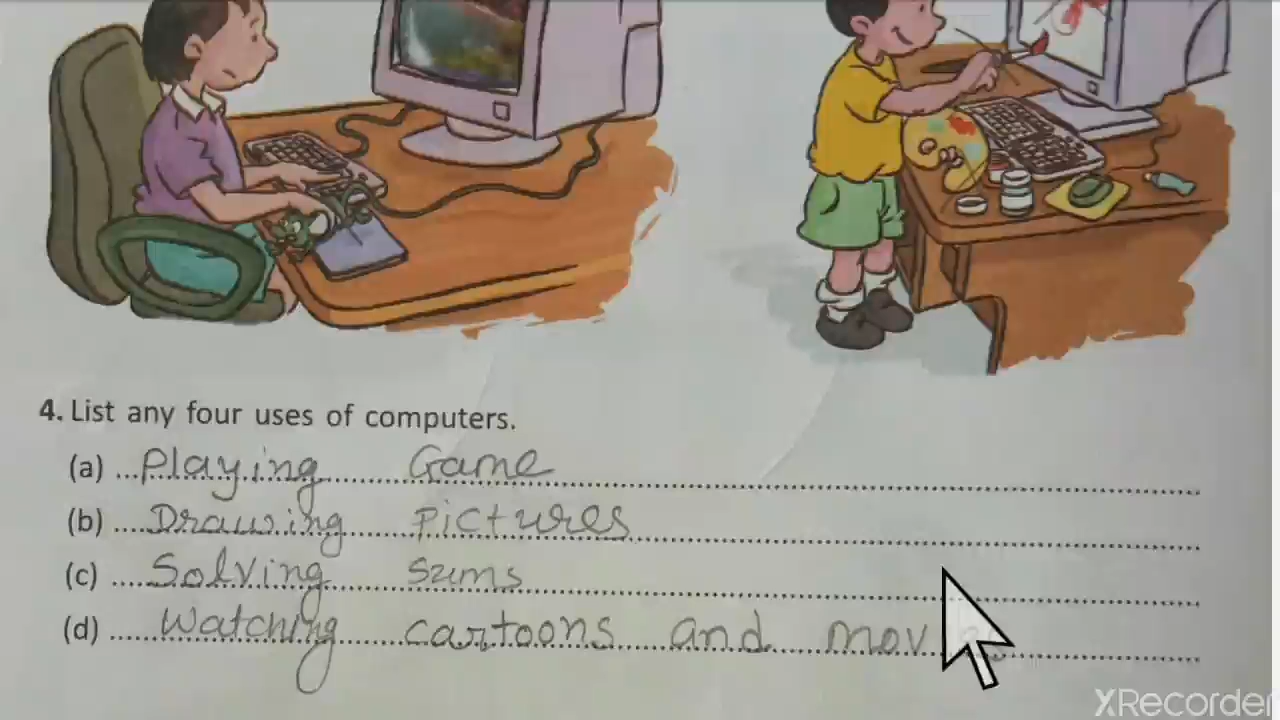 4. List any four uses of computers.
(a) Playing Game
(b) Drawing Pictures
(c) Solving Sums
(d) Watching cartoons and
XRecorder